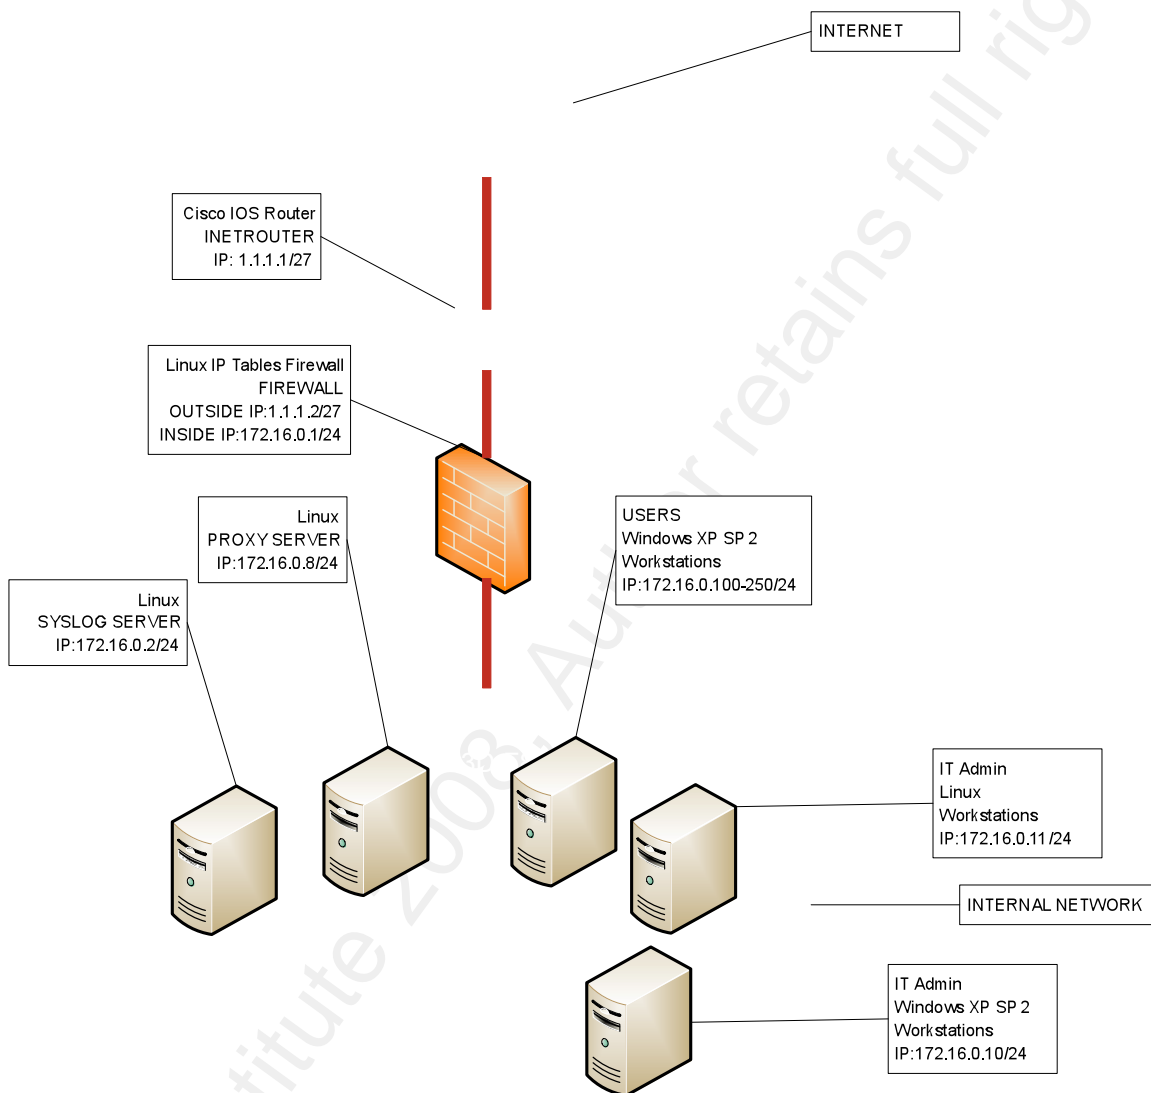 INTERNET
Cisco IOS Router
INETROUTER
IP: 1.1.1.1/27
Linux IP Tables Firewall
FIREWALL
OUTSIDE IP:1.1.1.2/27
INSIDE IP:172.16.0.1/24
Linux
PROXY SERVER
IP:172.16.0.8/24
USERS
Windows XP SP 2
Workstations
IP:172.16.0.100-250/24
Linux
SYSLOG SERVER
IP:172.16.0.2/24
IT Admin
Linux
Workstations
IP:172.16.0.11/24
INTERNAL NETWORK
IT Admin
Windows XP SP 2
Workstations
IP:172.16.0.10/24
2008, Author retains full